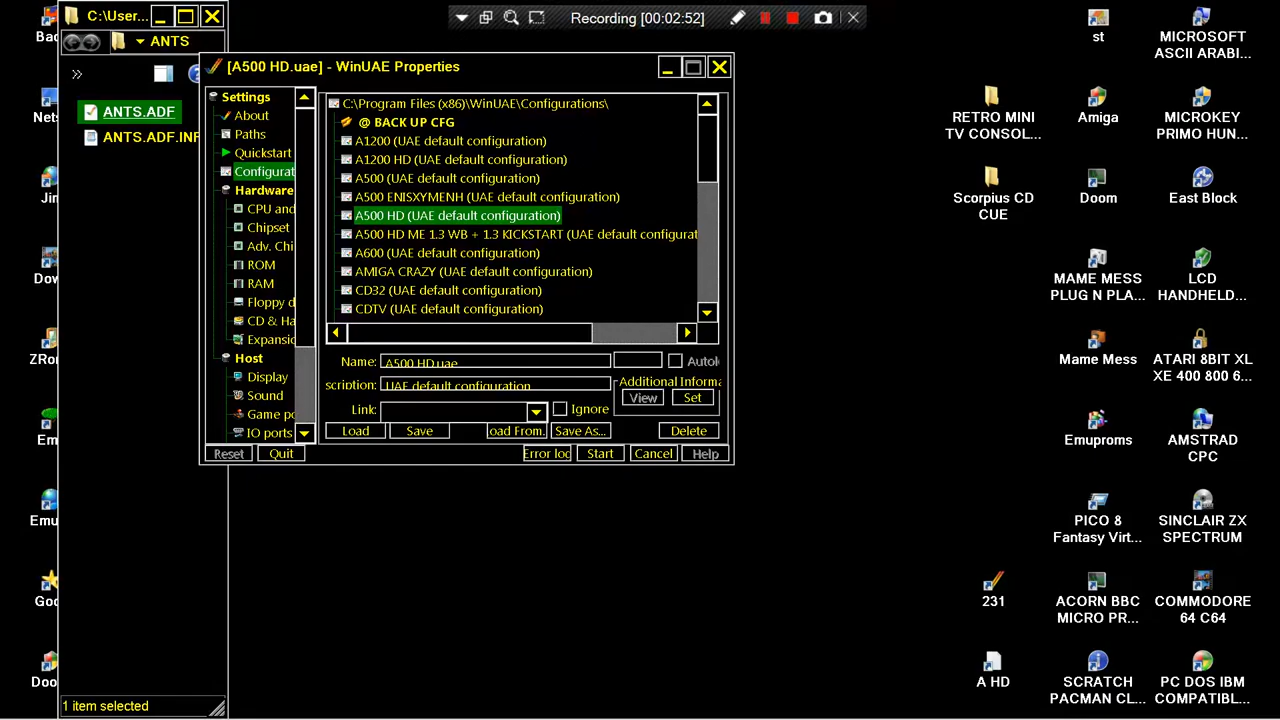 Recording [00:02:52]
C:\User...
ANTS
»
ANTS.ADF
ANTS.ADF.INF
1 item selected
[A500 HD.uae] - WinUAE Properties
Settings
About
Paths
Quickstart
Configurat
Hardware
CPU and
Chipset
Adv. Chi
ROM
RAM
Floppy d
CD & Ha
Expansio
Host
Display
Sound
Game po
IO ports
C:\Program Files (x86)\WinUAE\Configurations\
@ BACK UP CFG
A1200 (UAE default configuration)
A1200 HD (UAE default configuration)
A500 (UAE default configuration)
A500 ENISXYMENH (UAE default configuration)
A500 HD (UAE default configuration)
A500 HD ME 1.3 WB + 1.3 KICKSTART (UAE default configurat
A600 (UAE default configuration)
AMIGA CRAZY (UAE default configuration)
CD32 (UAE default configuration)
CDTV (UAE default configuration)
Name: A500 HD.uae
Autol
scription: UAE default configuration
Additional Informa
View Set
Link:
Ignore
Load Save oad From. Save As... Delete
Reset Quit Error log Start Cancel Help
Bac
Nets
Jim
Dow
ZRon
Em
Emu
Goo
Doo
st
MICROSOFT
ASCII ARABI...
RETRO MINI
TV CONSOL...
Amiga
MICROKEY
PRIMO HUN...
Scorpius CD
CUE
Doom
East Block
MAME MESS
PLUG N PLA...
LCD
HANDHELD...
Mame Mess
ATARI 8BIT XL
XE 400 800 6...
Emuproms
AMSTRAD
CPC
PICO 8
Fantasy Virt...
SINCLAIR ZX
SPECTRUM
231
ACORN BBC
MICRO PR...
COMMODORE
64 C64
A HD
SCRATCH
PACMAN CL...
PC DOS IBM
COMPATIBL...